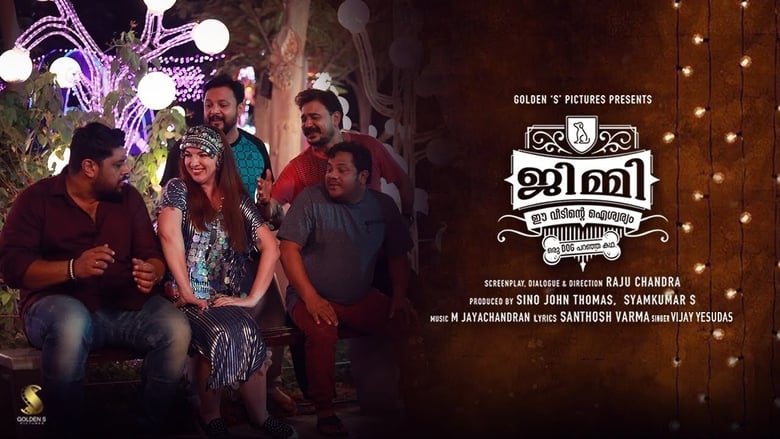 GOLDEN 'S' PICTURES PRESENTS
ജിമ്മി
ഈ വീടിന്റെ ഐശ്വര്യം
ഒരു DOG പറഞ്ഞ കഥ
SCREENPLAY, DIALOGUE & DIRECTION RAJU CHANDRA
PRODUCED BY SINO JOHN THOMAS, SYAMKUMAR S
MUSIC M JAYACHANDRAN LYRICS SANTHOSH VARMA SINGER VIJAY YESUDAS
GOLDEN S
PICTURES